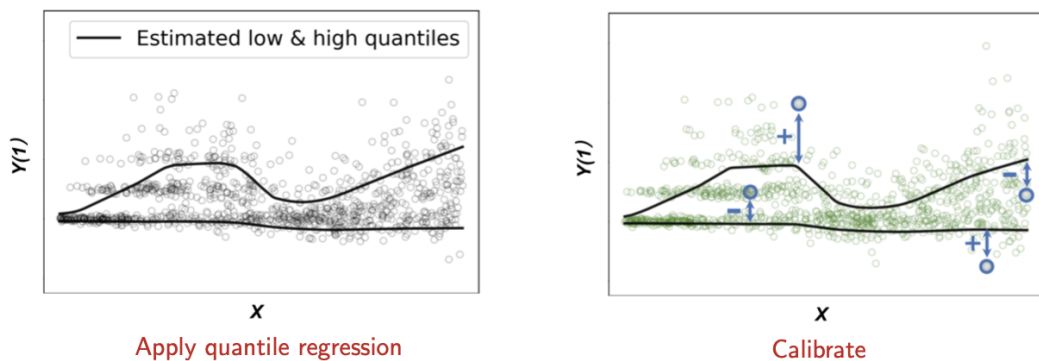 Estimated low & high quantiles
Y(1)
X
Apply quantile regression
Y(1)
+
-
-
+
X
Calibrate